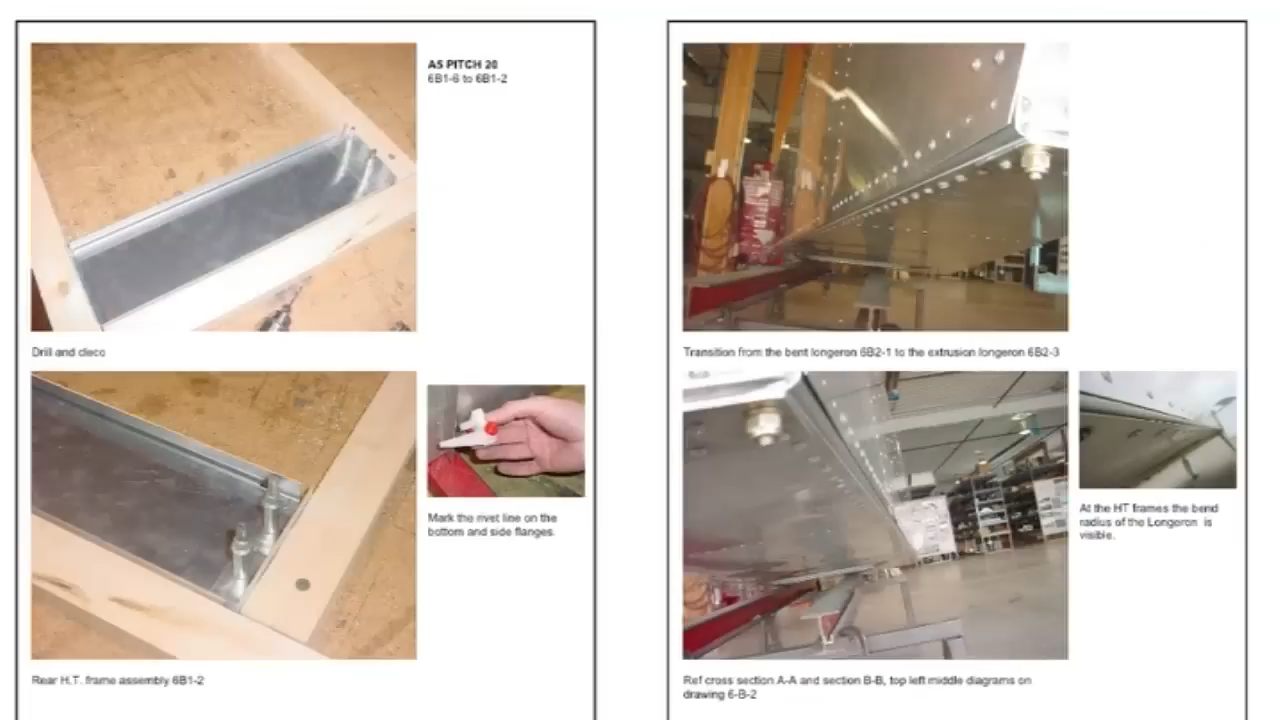 A5 PITCH 20
6B1-6 to 6B1-2
Drill and cleco
Mark the rivet line on the
bottom and side flanges.
Rear H.T. frame assembly 6B1-2
Transition from the bent longeron 6B2-1 to the extrusion longeron 6B2-3
At the HT frames the bend
radius of the Longeron is
visible.
Ref cross section A-A and section B-B, top left middle diagrams on
drawing 6-B-2